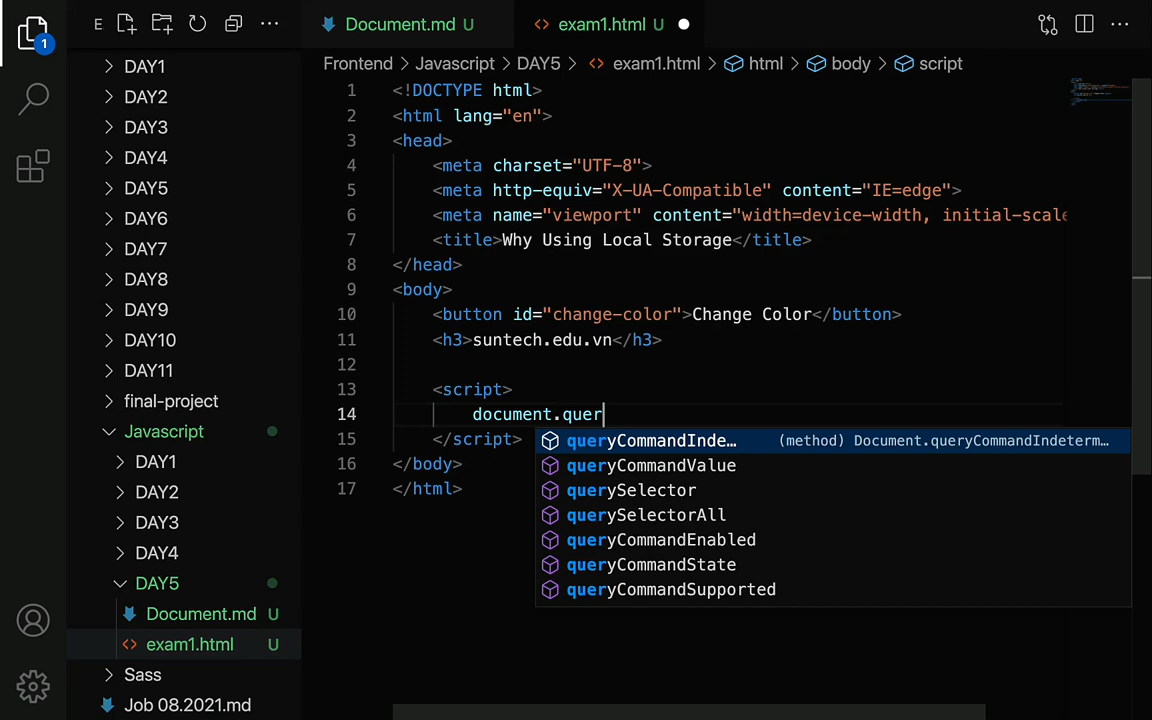 1
E
DAY1
DAY2
DAY3
DAY4
DAY5
DAY6
DAY7
DAY8
DAY9
DAY10
DAY11
final-project
Javascript
DAY1
DAY2
DAY3
DAY4
DAY5
Document.md U
exam1.html U
Sass
Job 08.2021.md
Document.md U
exam1.html U
Frontend > Javascript > DAY5 > exam1.html > html > body > script
1 <!DOCTYPE html>
2 <html lang="en">
3 <head>
4 <meta charset="UTF-8">
5 <meta http-equiv="X-UA-Compatible" content="IE=edge">
6 <meta name="viewport" content="width=device-width, initial-scale
7 <title>Why Using Local Storage</title>
8 </head>
9 <body>
10 <button id="change-color">Change Color</button>
11 <h3>suntech.edu.vn</h3>
12
13 <script>
14 document.quer
15 </script>
16 </body>
17 </html>
queryCommandInde… (method) Document.queryCommandIndeterm…
queryCommandValue
querySelector
querySelectorAll
queryCommandEnabled
queryCommandState
queryCommandSupported